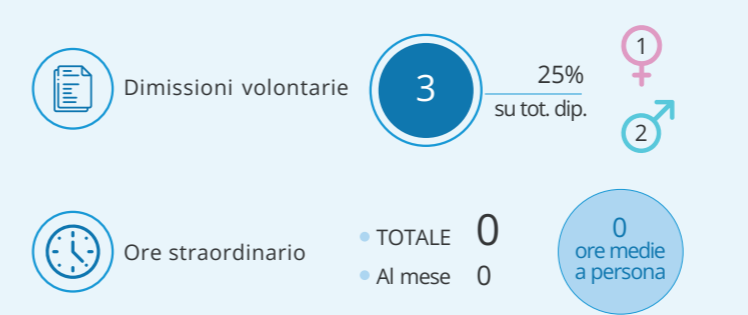 Dimissioni volontarie
3
25%
su tot. dip.
1
2
Ore straordinario
TOTALE 0
Al mese 0
0
ore medie
a persona